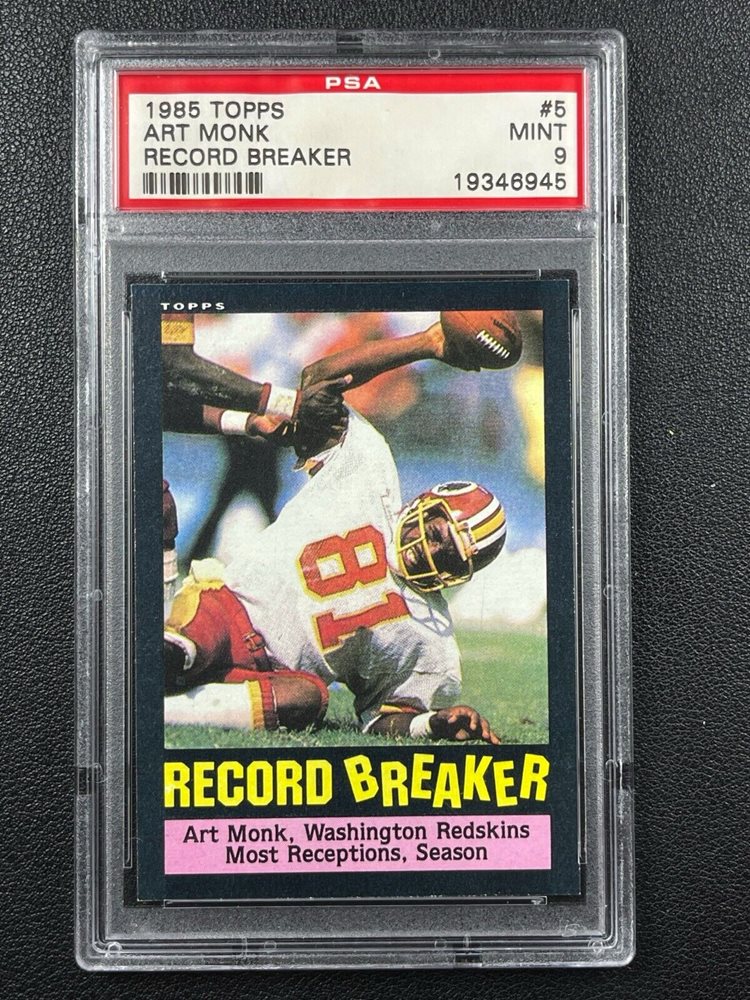 PSA
1985 TOPPS #5
ART MONK MINT
RECORD BREAKER 9
19346945
TOPPS
81
RECORD BREAKER
Art Monk, Washington Redskins
Most Receptions, Season